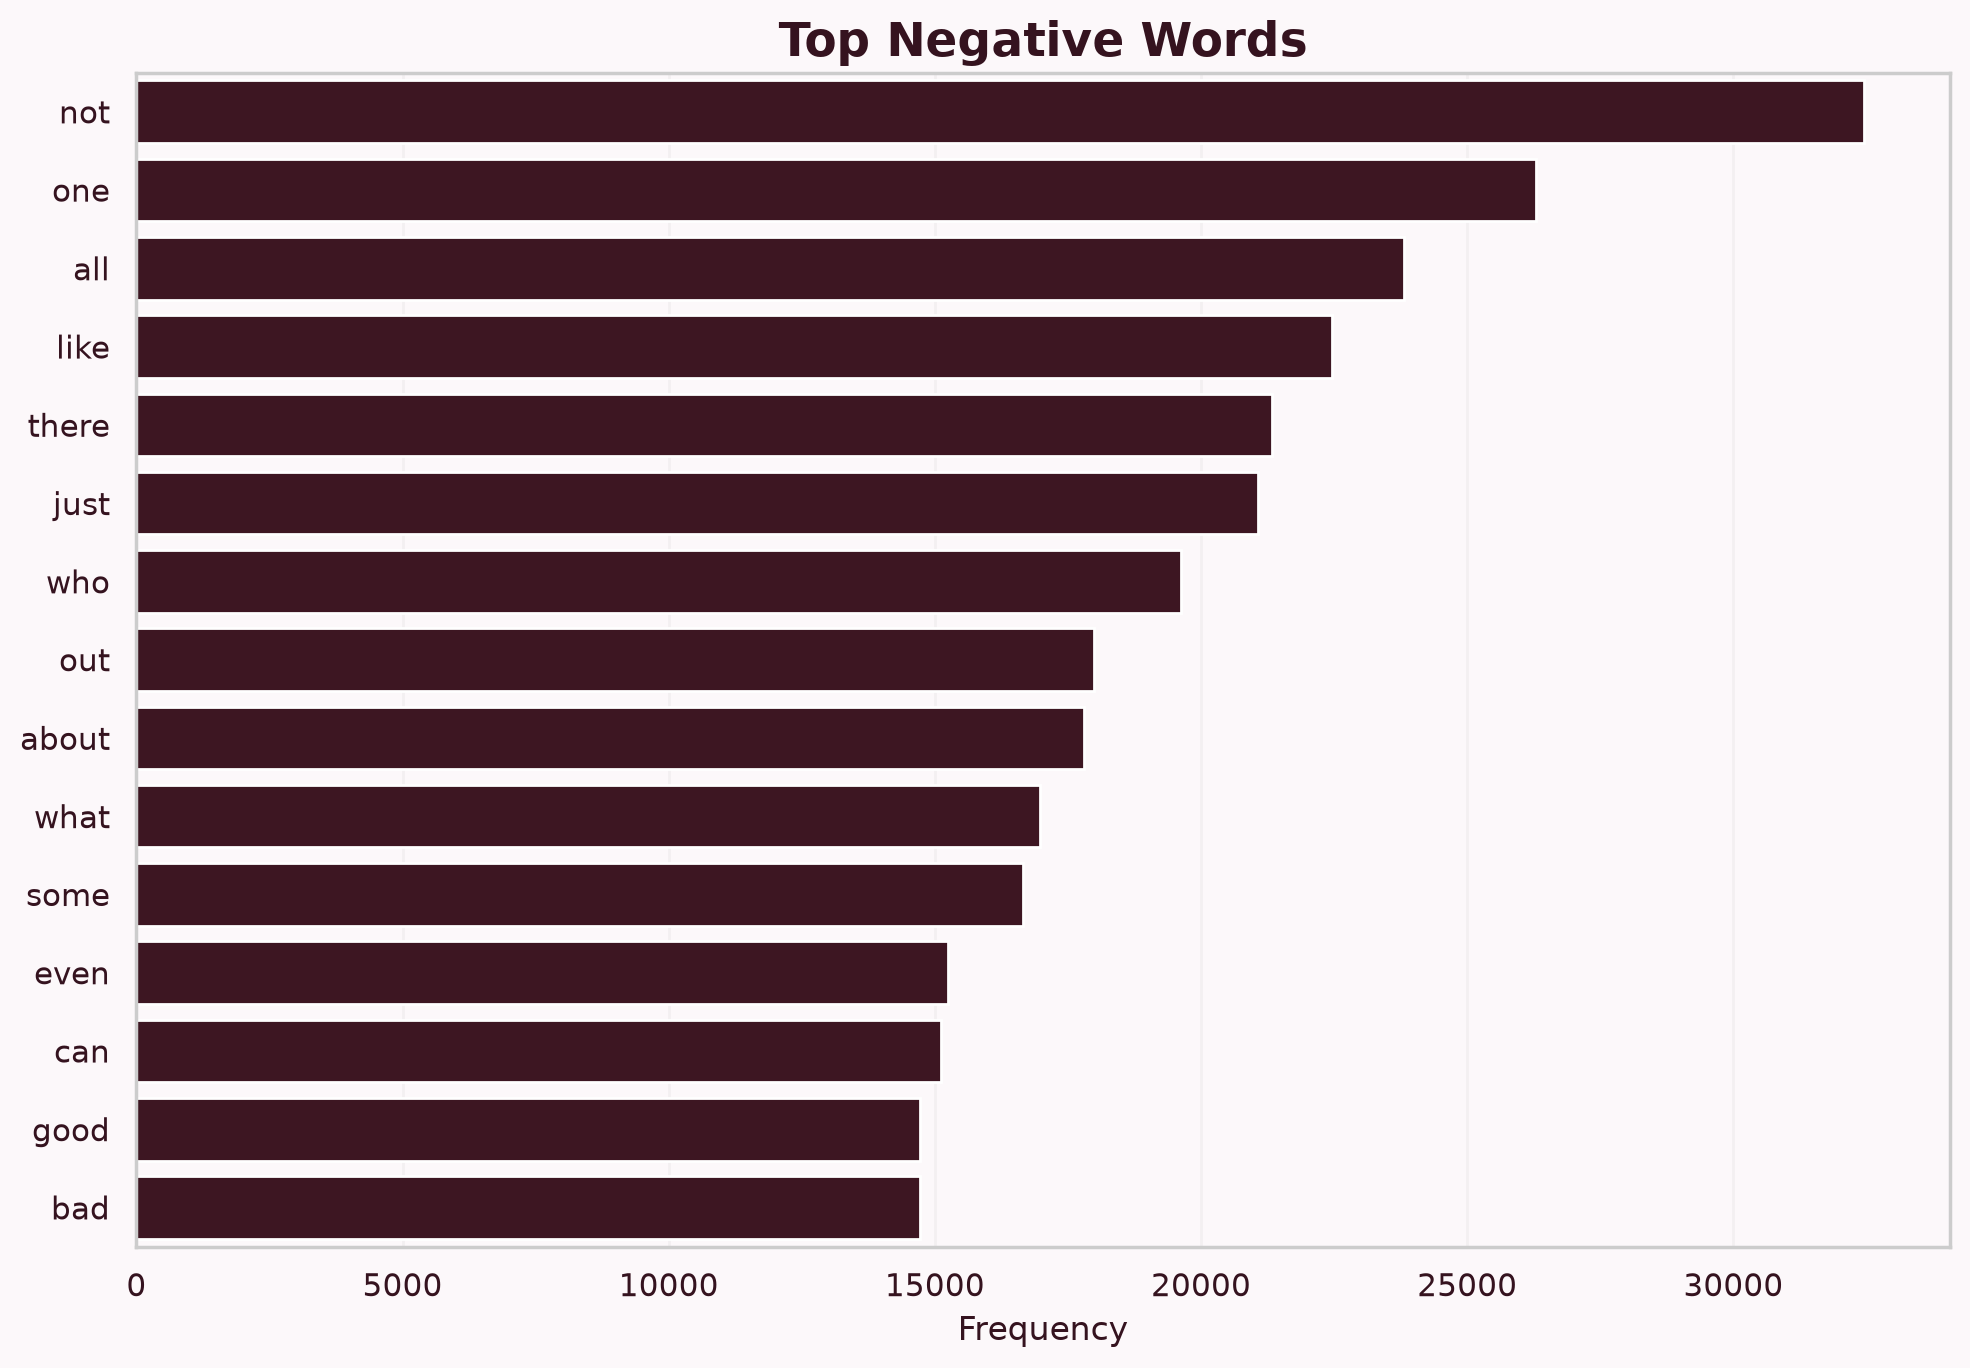 Top Negative Words
not
one
all
like
there
just
who
out
about
what
some
even
can
good
bad
0 5000 10000 15000 20000 25000 30000
Frequency